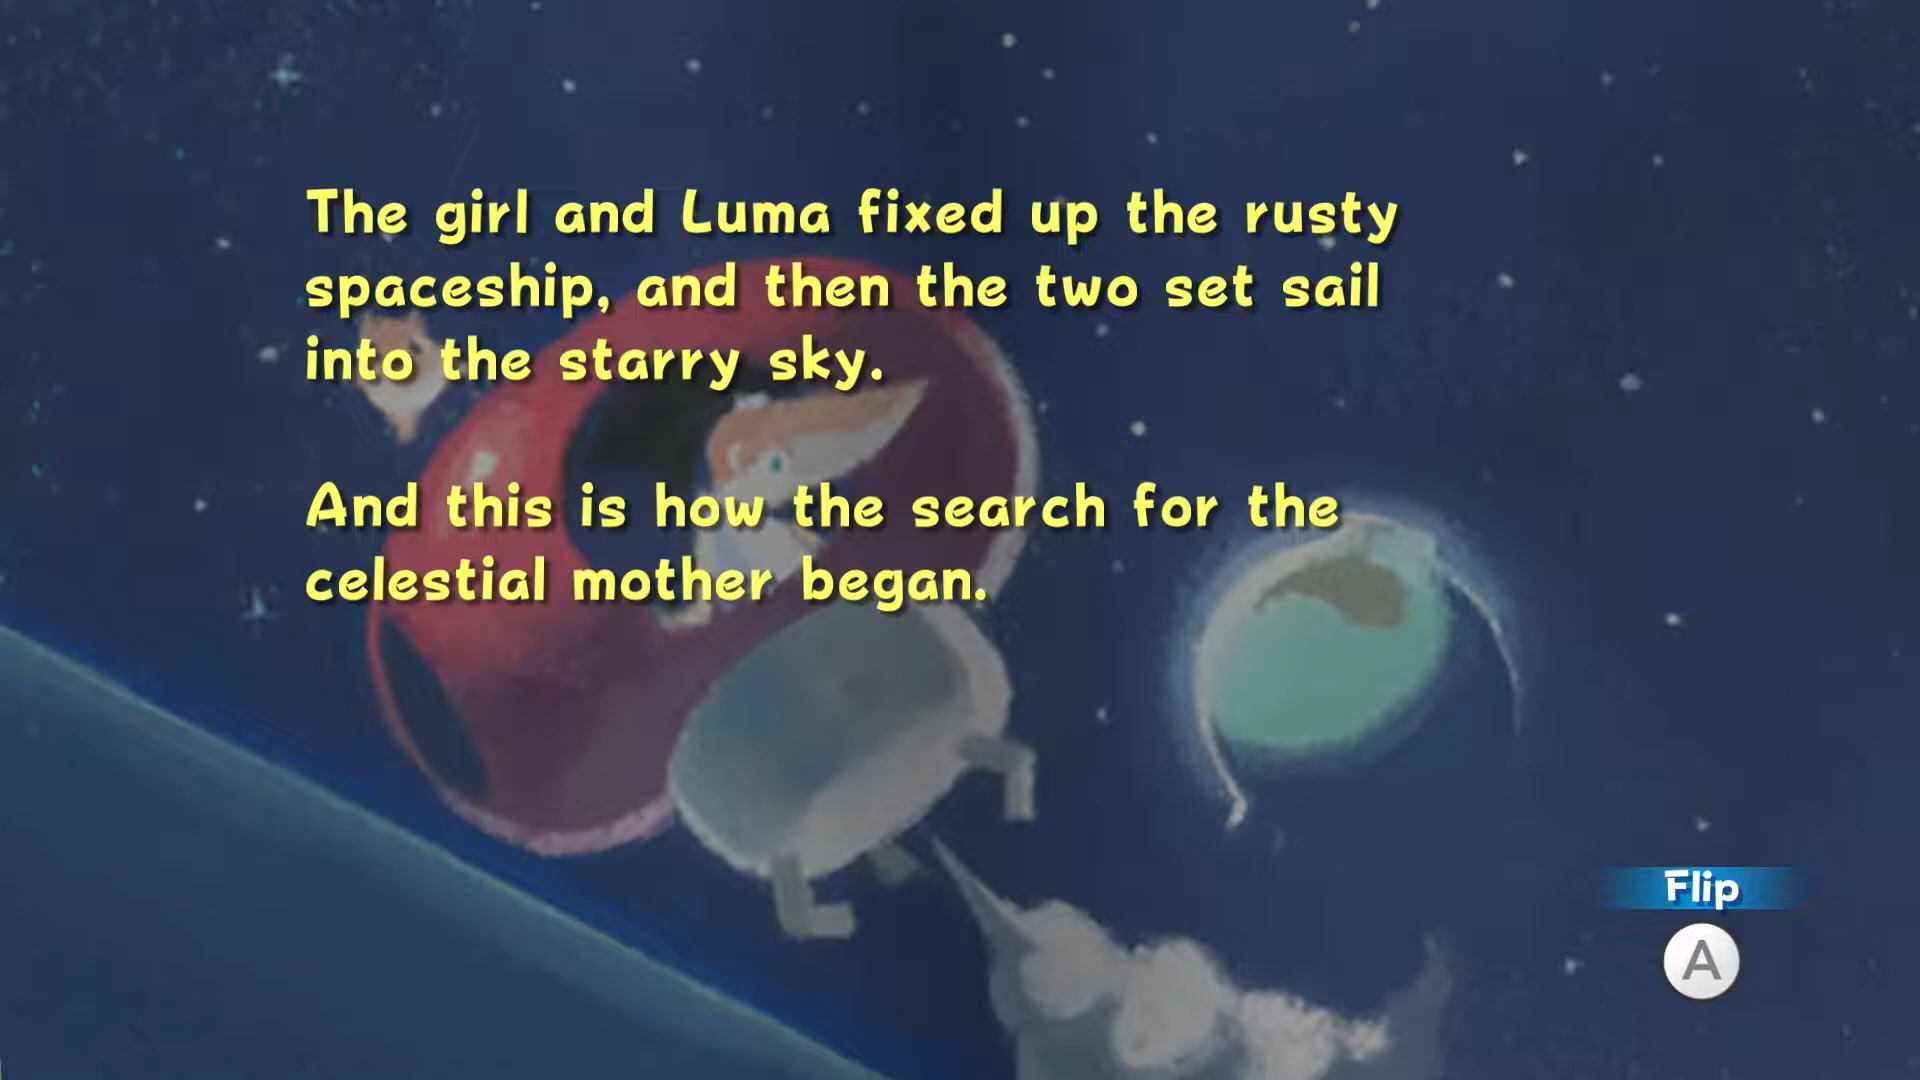 The girl and Luma fixed up the rusty
spaceship, and then the two set sail
into the starry sky.
And this is how the search for the
celestial mother began.
Flip
A